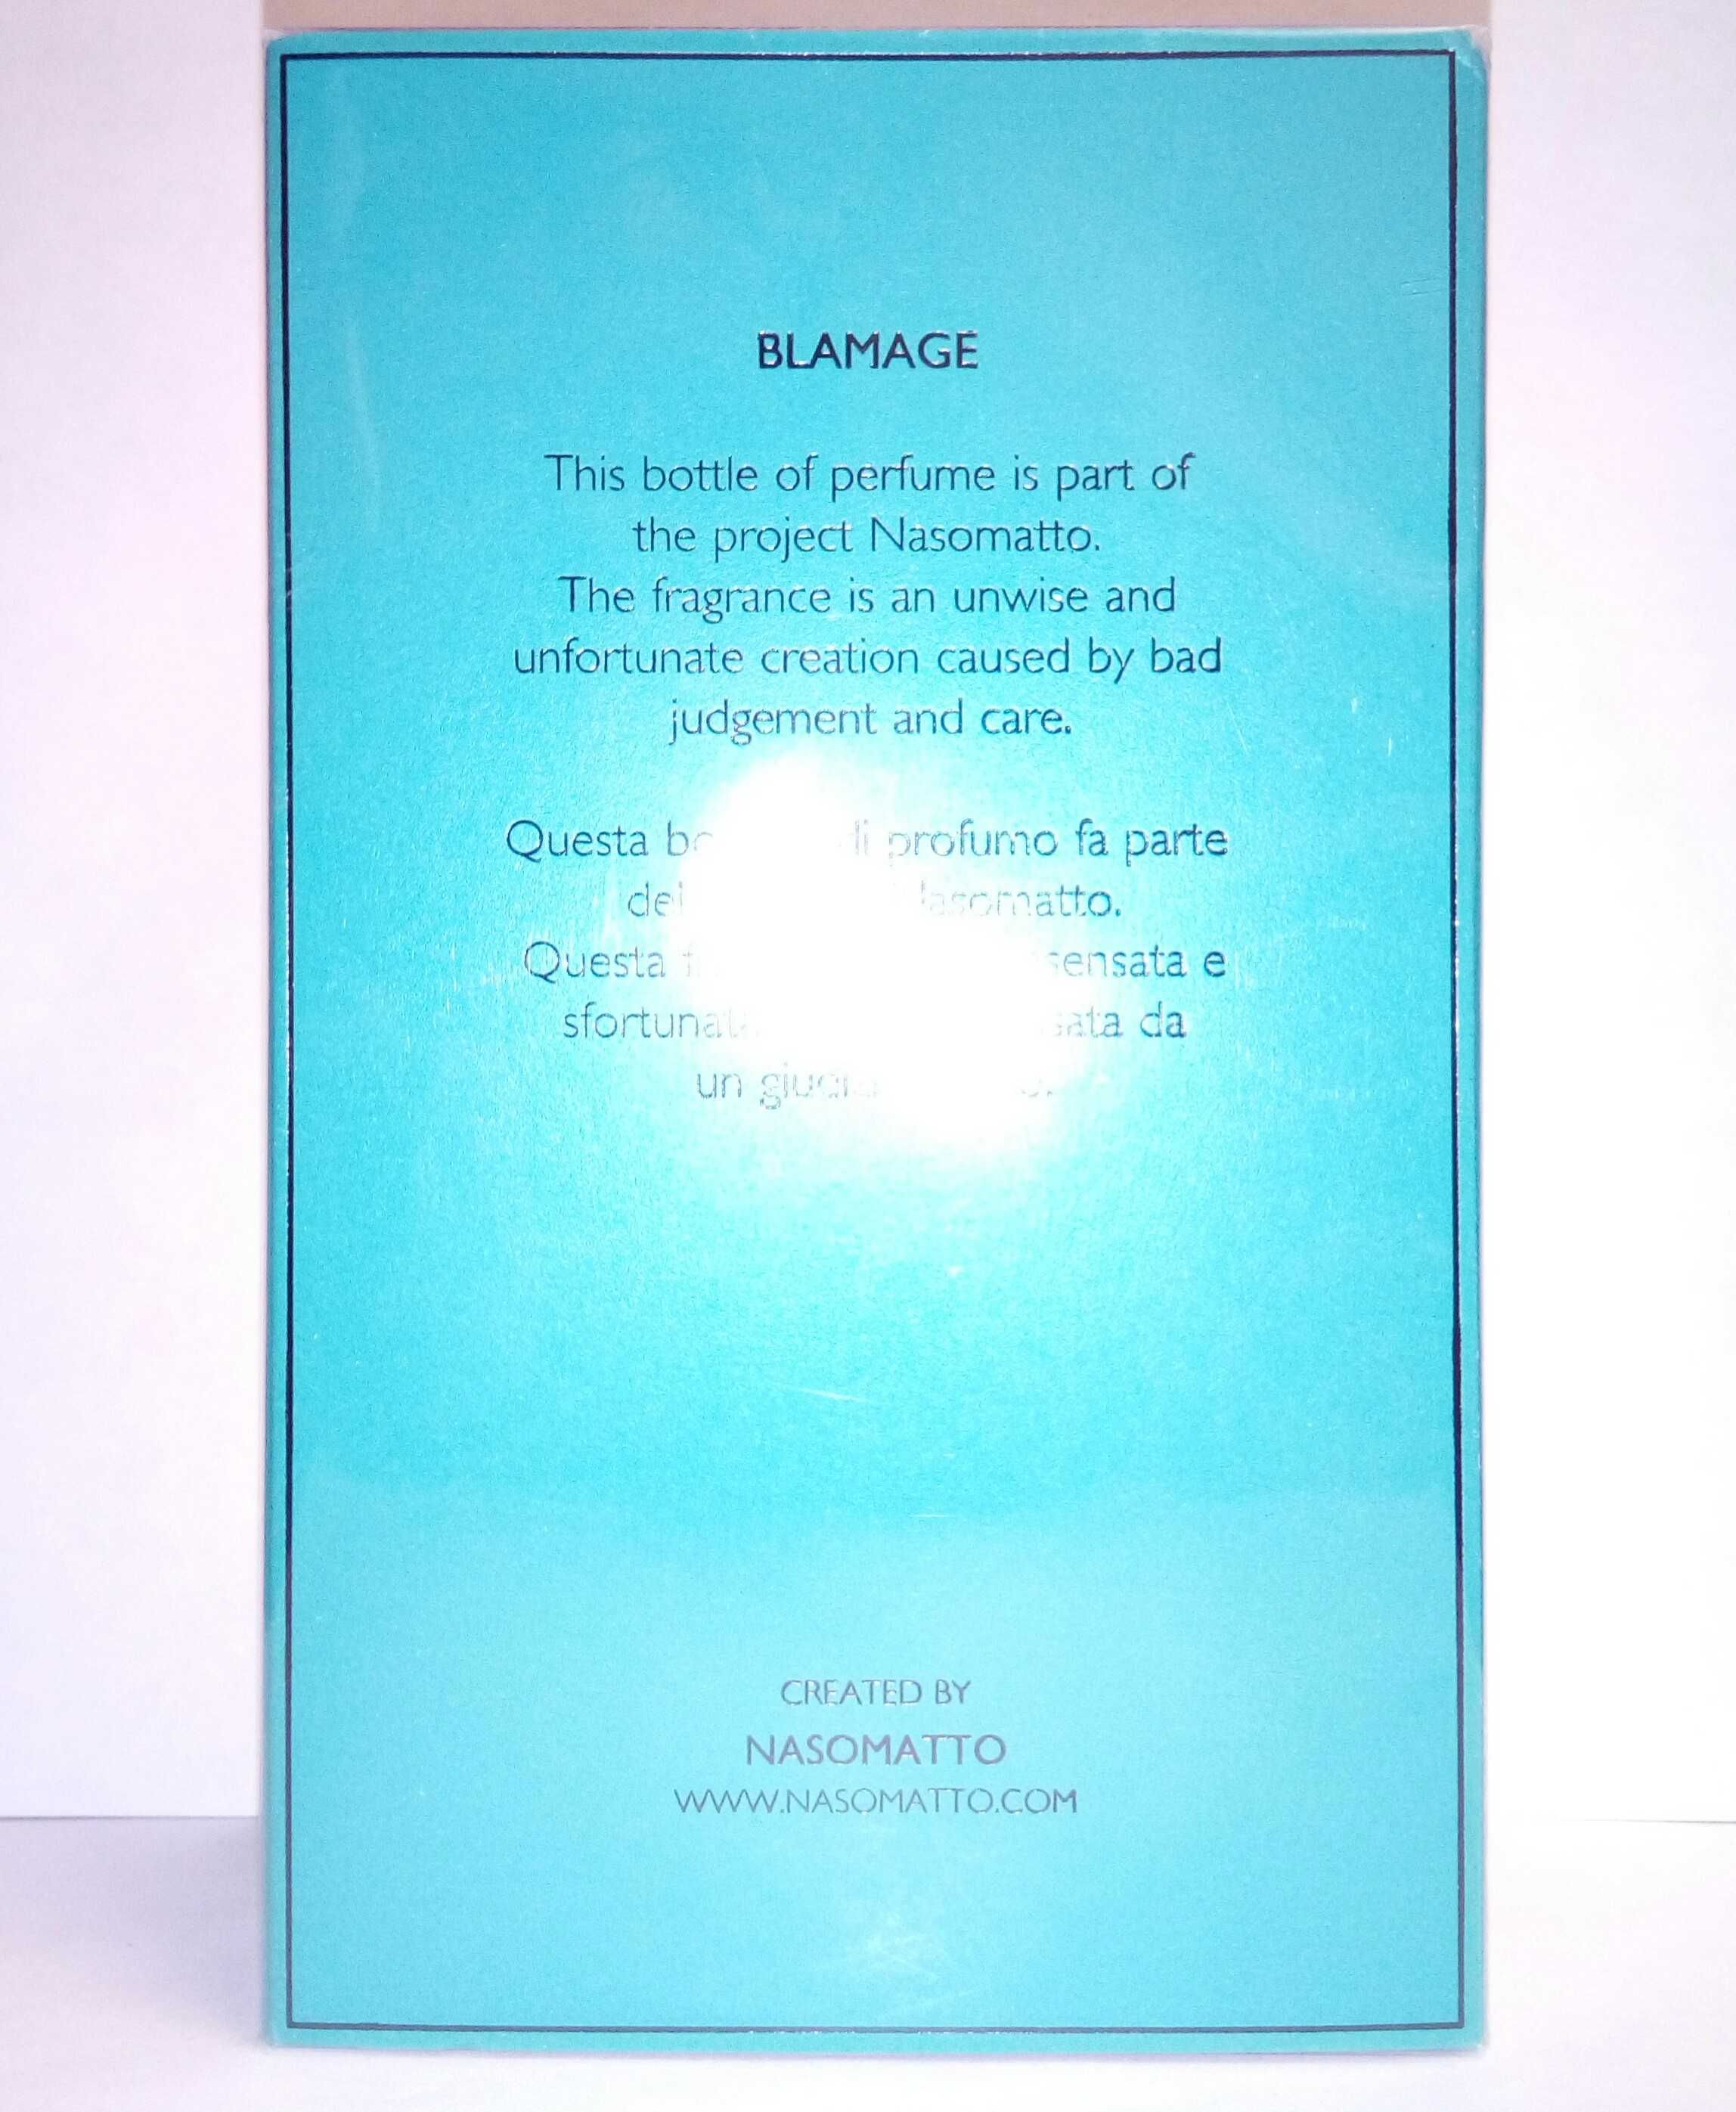 BLAMAGE
This bottle of perfume is part of
the project Nasomatto.
The fragrance is an unwise and
unfortunate creation caused by bad
judgement and care.
Questa di profumo fa parte
Nasomatto.
Questa e
da
un
CREATED BY
NASOMATTO
WWW.NASOMATTO.COM